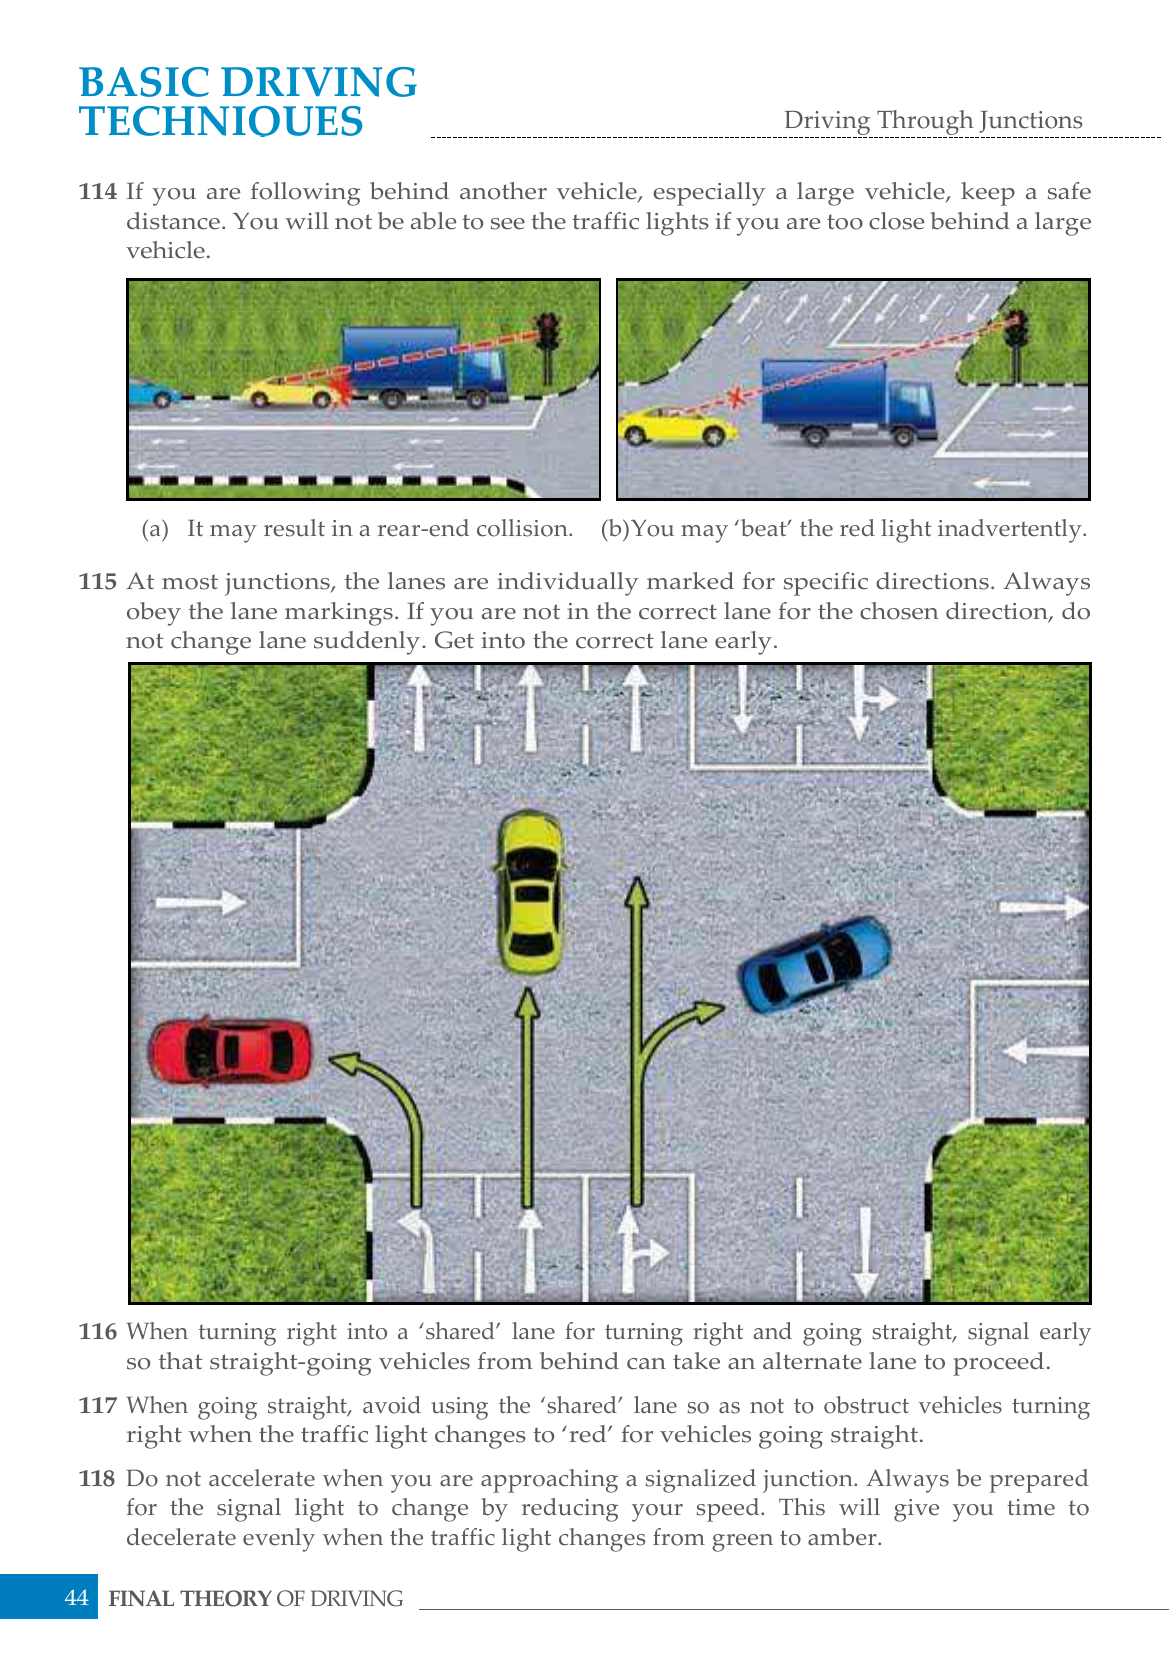 BASIC DRIVING
TECHNIQUES
Driving Through Junctions
114 If you are following behind another vehicle, especially a large vehicle, keep a safe
distance. You will not be able to see the traffic lights if you are too close behind a large
vehicle.
(a) It may result in a rear-end collision. (b)You may ‘beat’ the red light inadvertently.
115 At most junctions, the lanes are individually marked for specific directions. Always
obey the lane markings. If you are not in the correct lane for the chosen direction, do
not change lane suddenly. Get into the correct lane early.
116 When turning right into a ‘shared’ lane for turning right and going straight, signal early
so that straight-going vehicles from behind can take an alternate lane to proceed.
117 When going straight, avoid using the ‘shared’ lane so as not to obstruct vehicles turning
right when the traffic light changes to ‘red’ for vehicles going straight.
118 Do not accelerate when you are approaching a signalized junction. Always be prepared
for the signal light to change by reducing your speed. This will give you time to
decelerate evenly when the traffic light changes from green to amber.
44 FINAL THEORY OF DRIVING